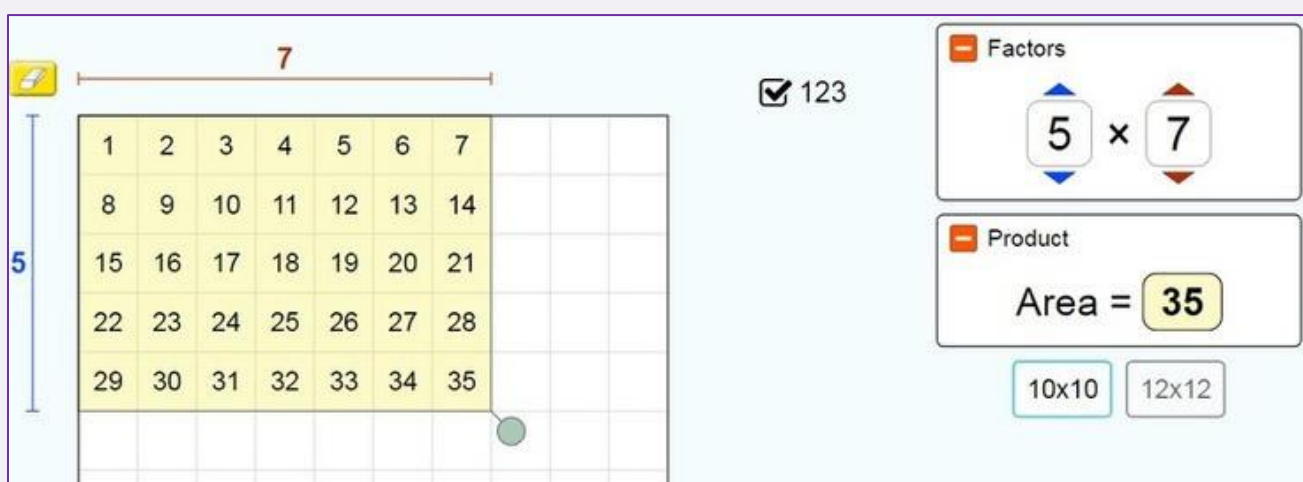 7
123
1 2 3 4 5 6 7
8 9 10 11 12 13 14
5
15 16 17 18 19 20 21
22 23 24 25 26 27 28
29 30 31 32 33 34 35
Factors
5 × 7
Product
Area = 35
10x10 12x12